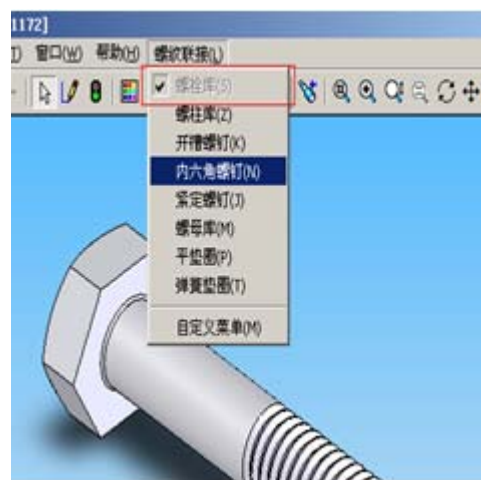 1172]
窗口(W) 帮助(H) 螺纹联接(L)
螺栓库(S)
螺柱库(Z)
开槽螺钉(K)
内六角螺钉(N)
紧定螺钉(J)
螺母库(M)
平垫圈(P)
弹簧垫圈(T)
自定义菜单(M)